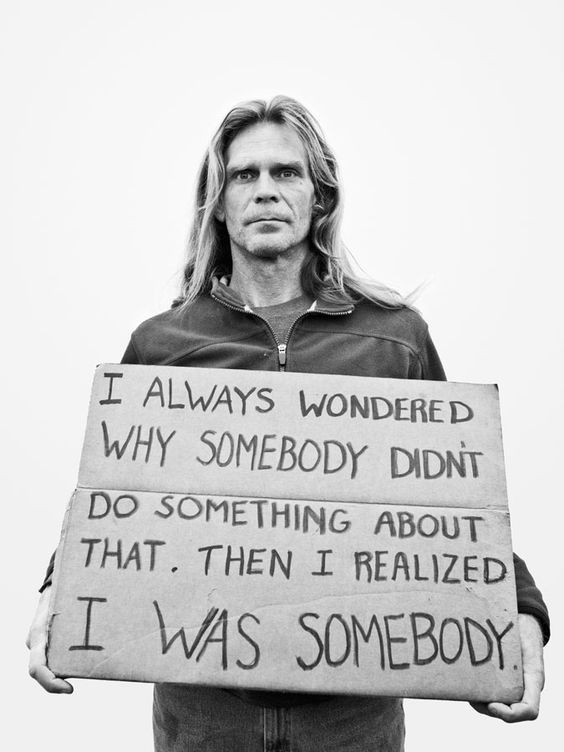 I ALWAYS WONDERED
WHY SOMEBODY DIDN'T
DO SOMETHING ABOUT
THAT. THEN I REALIZED
I WAS SOMEBODY.